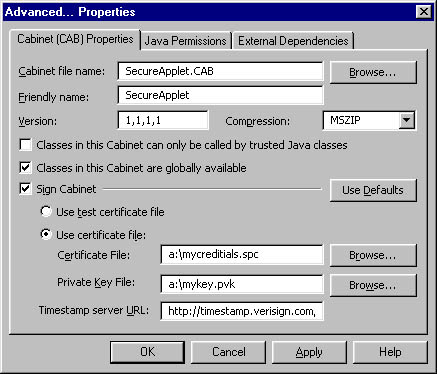 Advanced... Properties
Cabinet (CAB) Properties Java Permissions External Dependencies
Cabinet file name: SecureApplet.CAB Browse...
Friendly name: SecureApplet
Version: 1,1,1,1 Compression: MSZIP
Classes in this Cabinet can only be called by trusted Java classes
Classes in this Cabinet are globally available
Sign Cabinet Use Defaults
Use test certificate file
Use certificate file:
Certificate File: a:\mycreditials.spc Browse...
Private Key File: a:\mykey.pvk Browse...
Timestamp server URL: http://timestamp.verisign.com,
OK Cancel Apply Help